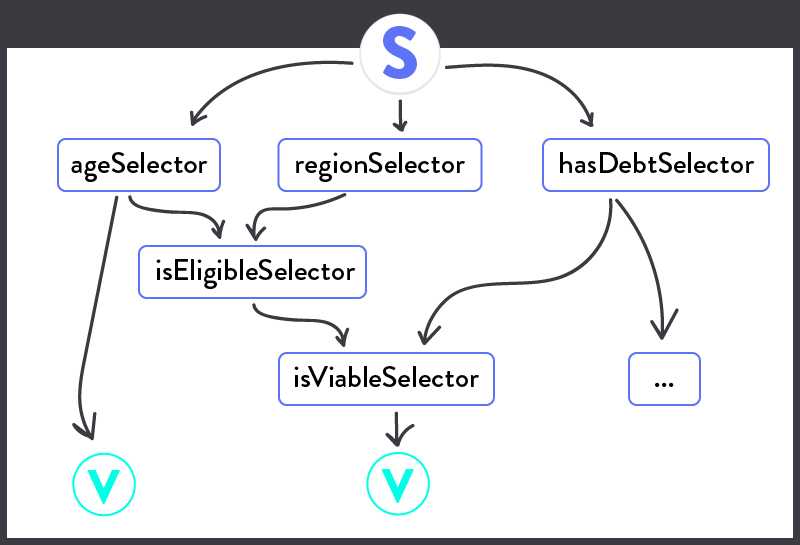 S
ageSelector
regionSelector
hasDebtSelector
isEligibleSelector
isViableSelector
...
V
V